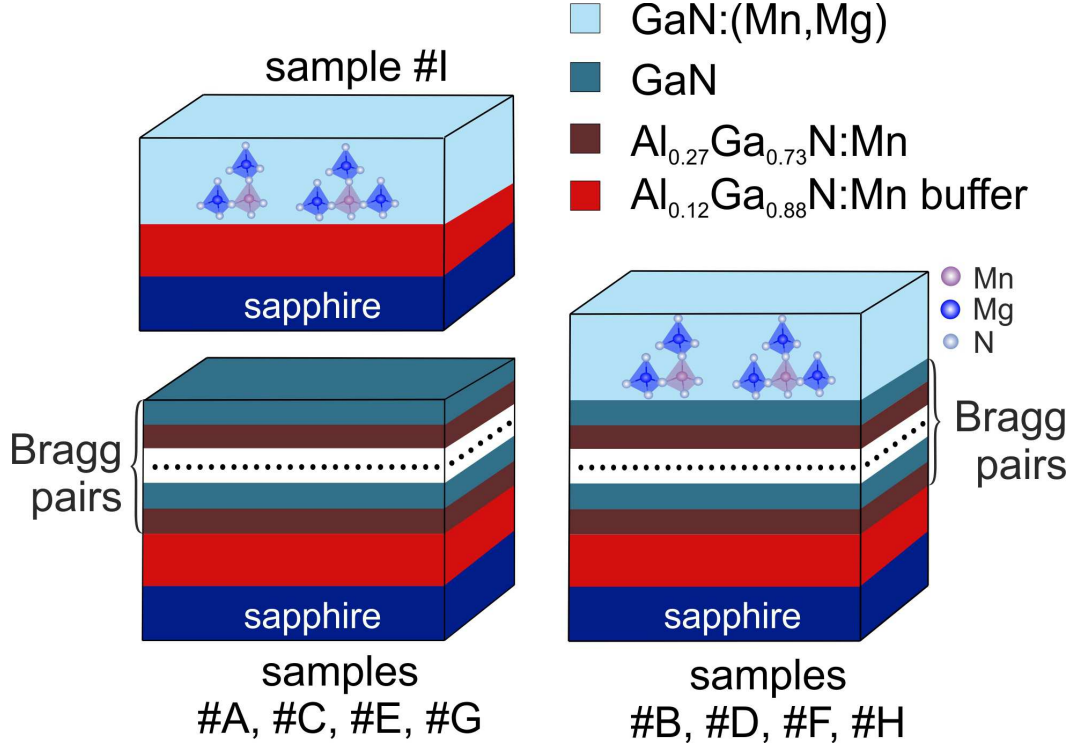 sample #I
sapphire
GaN:(Mn,Mg)
GaN
Al0.27Ga0.73N:Mn
Al0.12Ga0.88N:Mn buffer
Mn
Mg
N
Bragg
pairs
sapphire
samples
#A, #C, #E, #G
Bragg
pairs
sapphire
samples
#B, #D, #F, #H